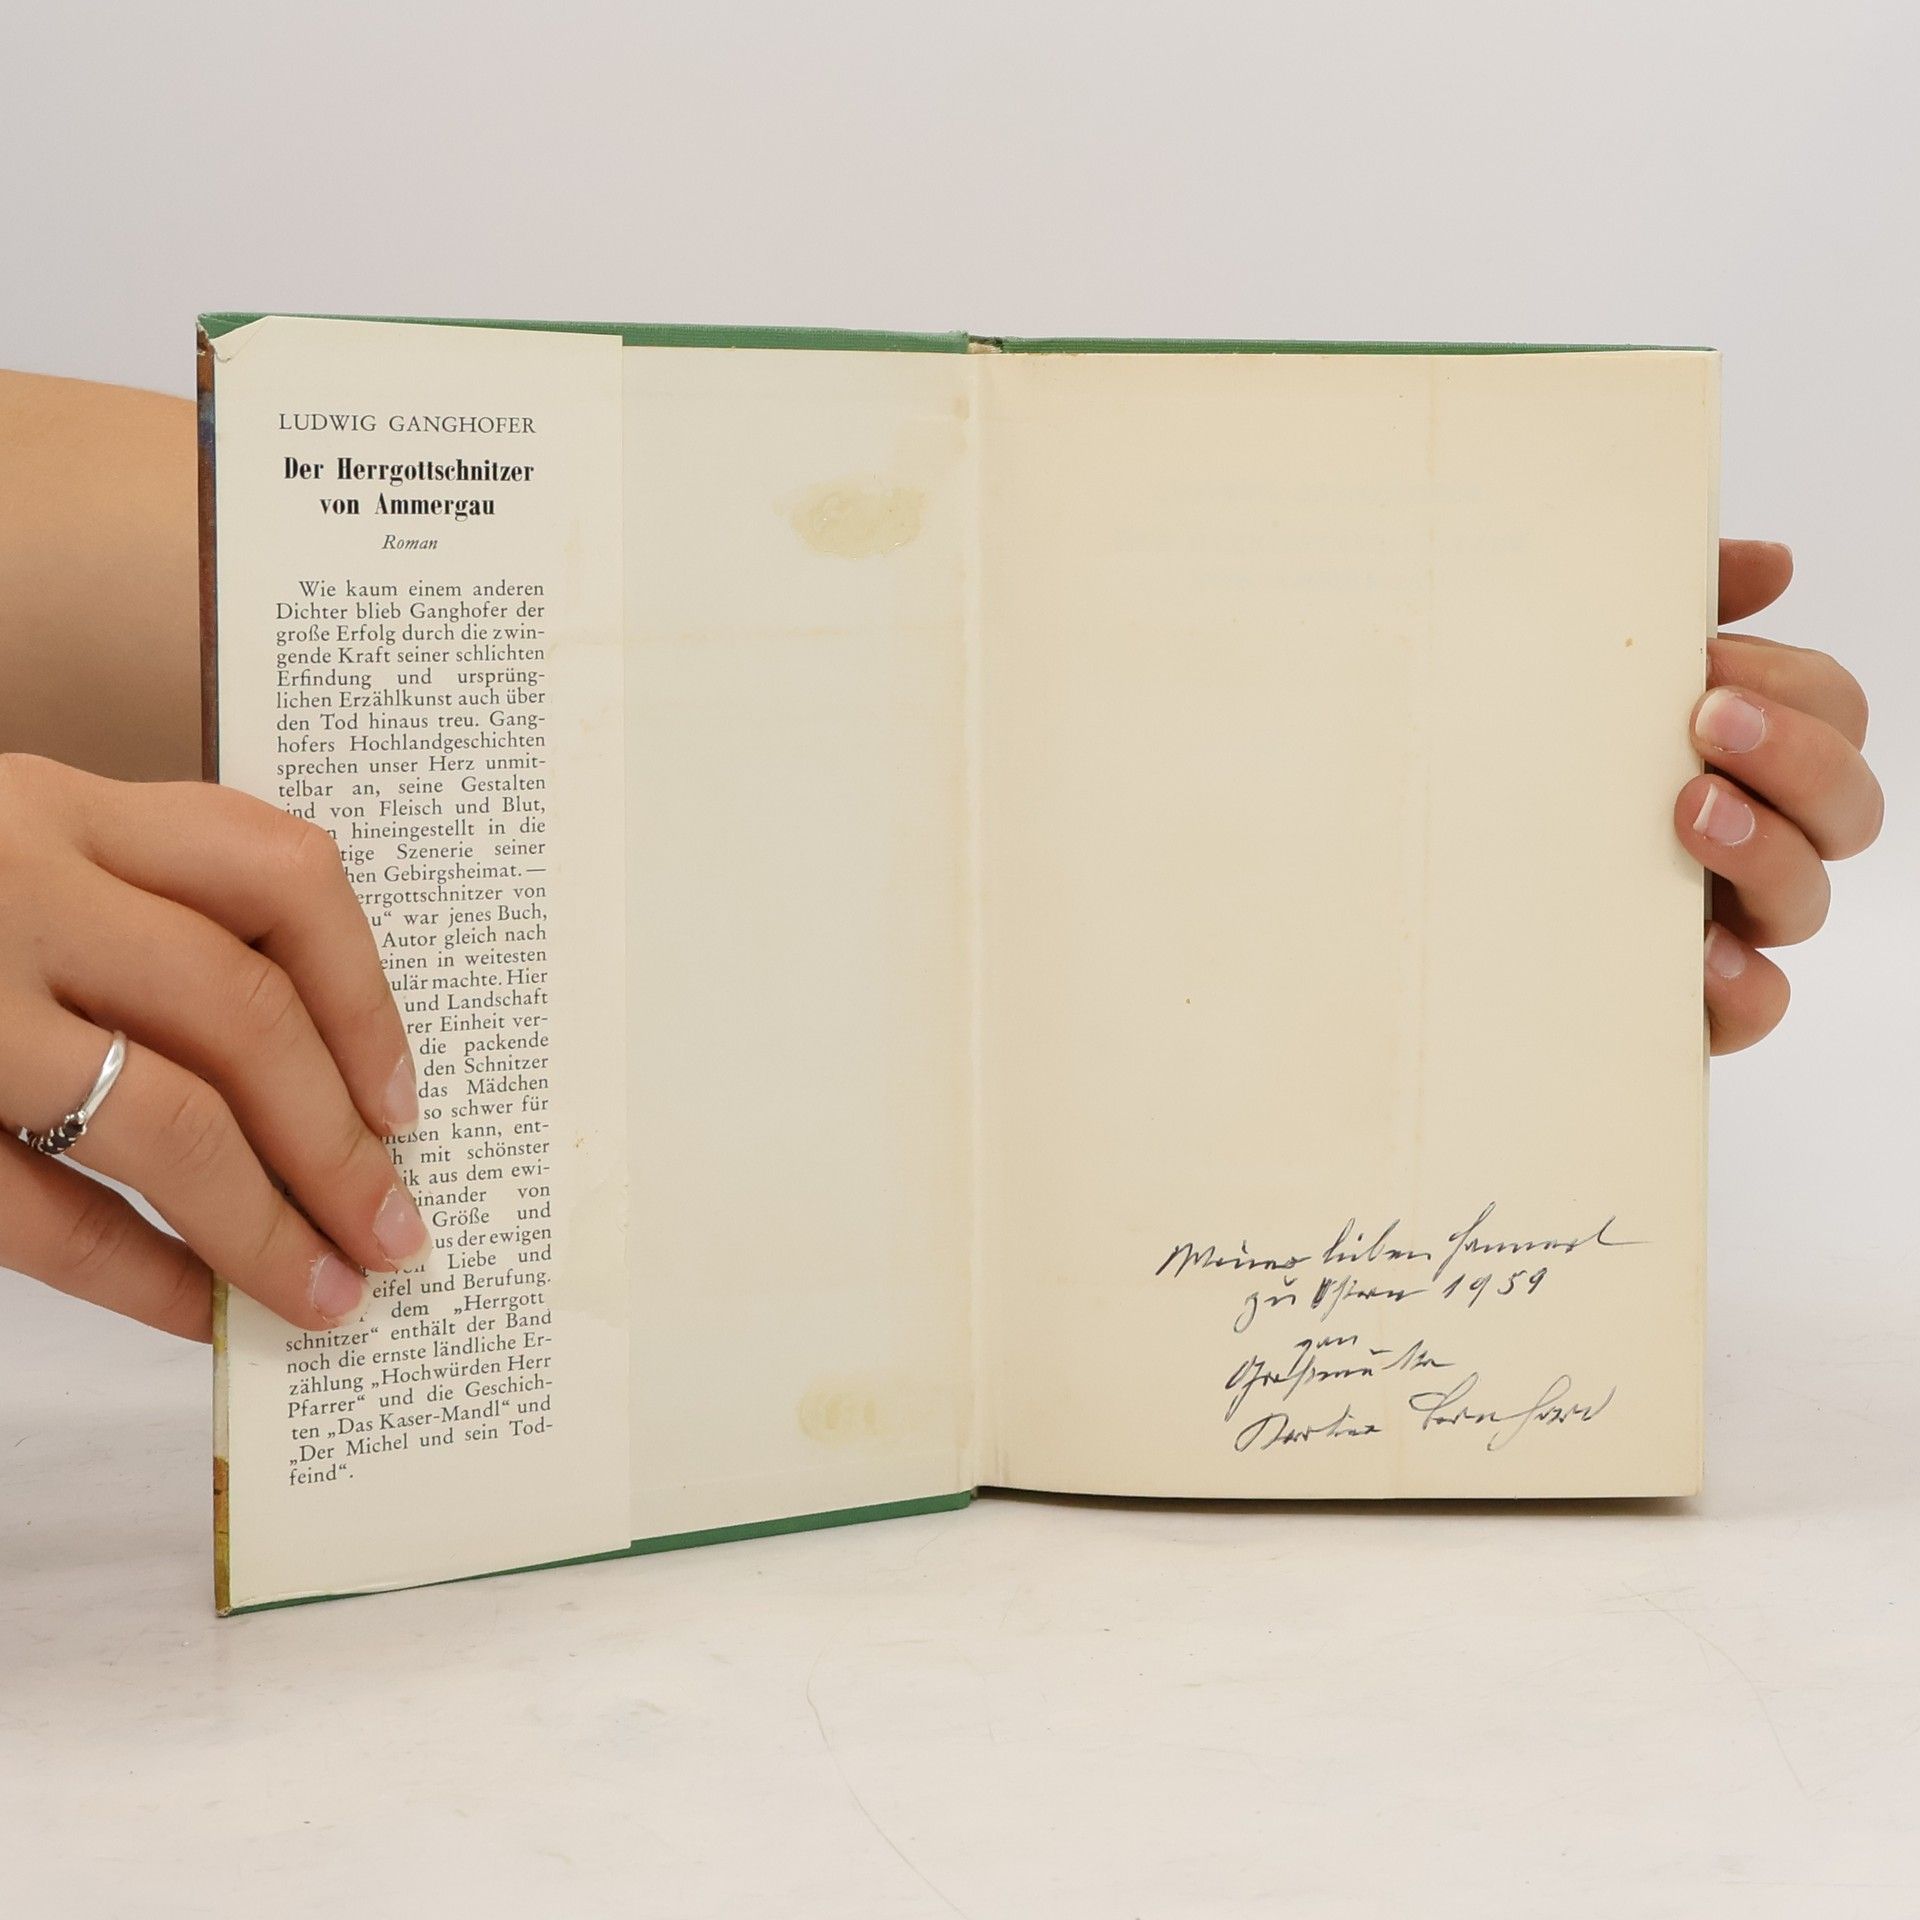 LUDWIG GANGHOFER
Der Herrgottschnitzer
von Ammergau
Roman
Wie kaum einem anderen
Dichter blieb Ganghofer der
große Erfolg durch die zwin-
gende Kraft seiner schlichten
Erfindung und ursprüng-
lichen Erzählkunst auch über
den Tod hinaus treu. Gang-
hofers Hochlandgeschichten
sprechen unser Herz unmit-
telbar an, seine Gestalten
ind von Fleisch und Blut,
n hineingestellt in die
tige Szenerie seiner
hen Gebirgsheimat. —
errgottschnitzer von
u“ war jenes Buch,
Autor gleich nach
einen in weitesten
ulär machte. Hier
und Landschaft
rer Einheit ver-
die packende
den Schnitzer
das Mädchen
so schwer für
ießen kann, ent-
h mit schönster
ik aus dem ewi-
einander von
Größe und
us der ewigen
Liebe und
eifel und Berufung.
dem „Herrgott
schnitzer“ enthält der Band
noch die ernste ländliche Er-
zählung „Hochwürden Herr
Pfarrer“ und die Geschich-
ten „Das Kaser-Mandl“ und
„Der Michel und sein Tod-
feind“.
lieben
zu Ostern 1959
von
Großmutter
Bernhard